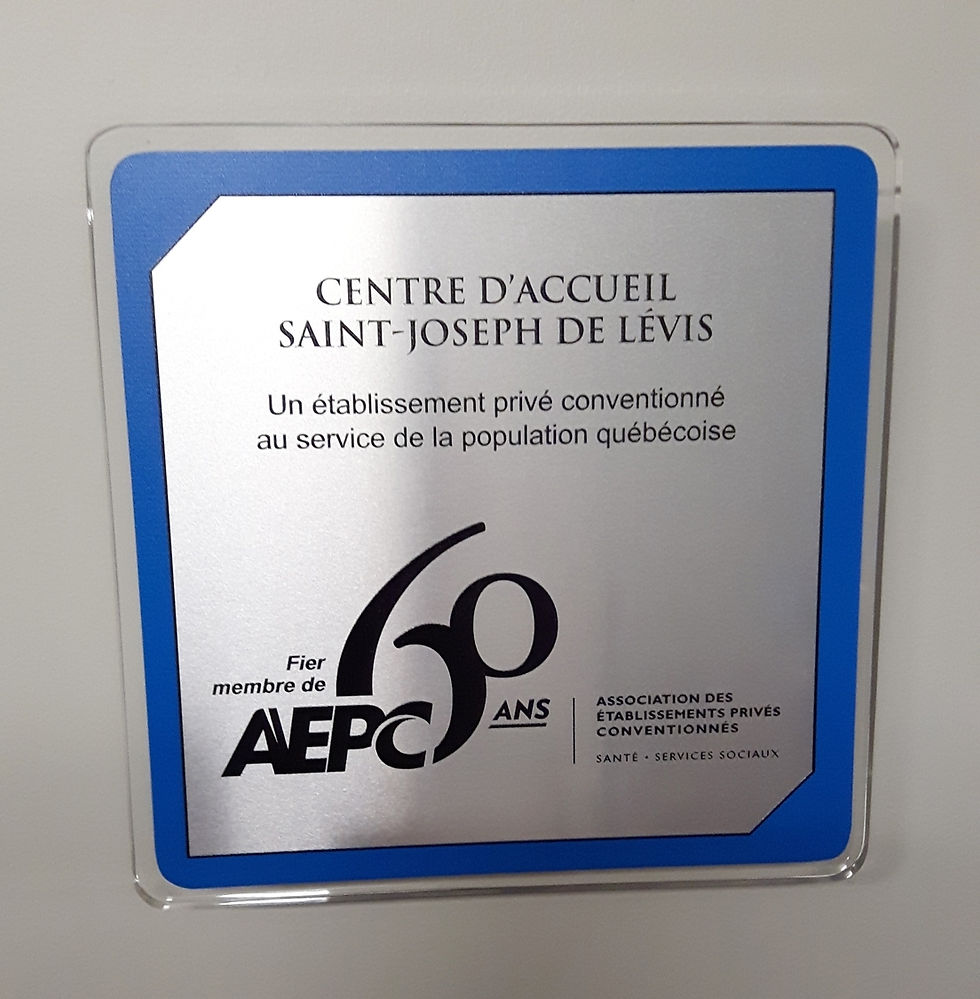 CENTRE D'ACCUEIL
SAINT-JOSEPH DE LÉVIS
Un établissement privé conventionné
au service de la population québécoise
60
Fier
membre de
AEPC
ANS
ASSOCIATION DES
ÉTABLISSEMENTS PRIVÉS
CONVENTIONNÉS
SANTÉ • SERVICES SOCIAUX